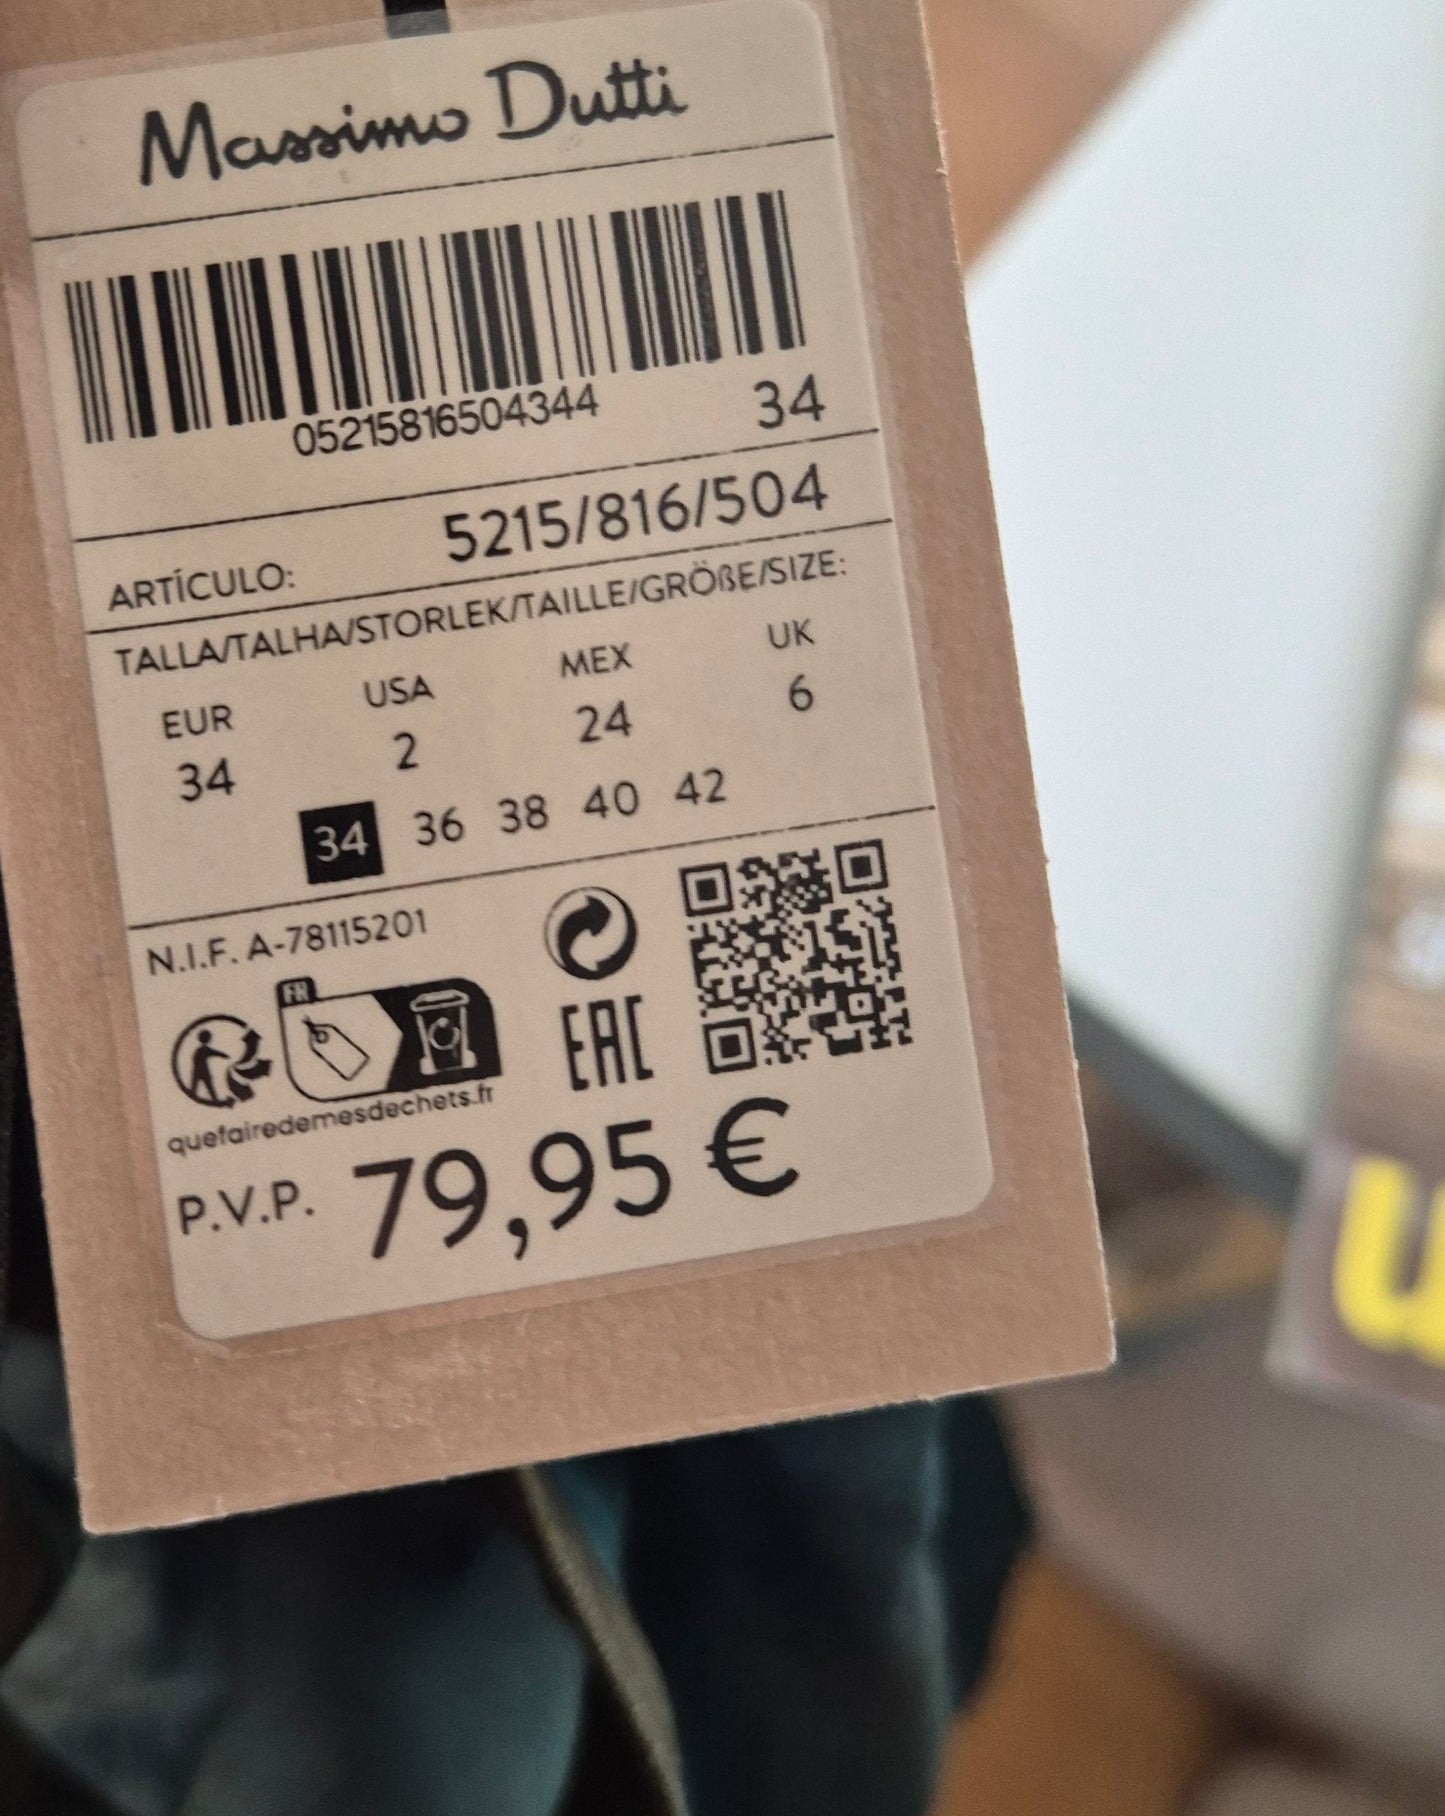 Massimo Dutti
05215816504344
34
ARTÍCULO: 5215/816/504
TALLA/TALHA/STORLEK/TAILLE/GRÖßE/SIZE:
EUR USA MEX UK
34 2 24 6
34 36 38 40 42
N.I.F. A-78115201
FR
EAC
quefairedemesdechets.fr
P.V.P. 79,95 €